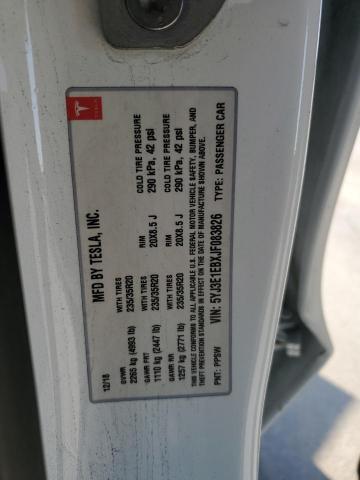 TESLA
MFD BY TESLA, INC.
12/18
GVWR
2265 kg (4993 lb)
GAWR FRT
1110 kg (2447 lb)
GAWR RR
1257 kg (2771 lb)
WITH TIRES
235/35R20
WITH TIRES
235/35R20
WITH TIRES
235/35R20
RIM
20X8.5 J
RIM
20X8.5 J
COLD TIRE PRESSURE
290 kPa, 42 psi
COLD TIRE PRESSURE
290 kPa, 42 psi
THIS VEHICLE CONFORMS TO ALL APPLICABLE U.S. FEDERAL MOTOR VEHICLE SAFETY, BUMPER, AND
THEFT PREVENTION STANDARDS IN EFFECT ON THE DATE OF MANUFACTURE SHOWN ABOVE.
PNT: PPSW
VIN: 5YJ3E1EBXJF083826
TYPE: PASSENGER CAR